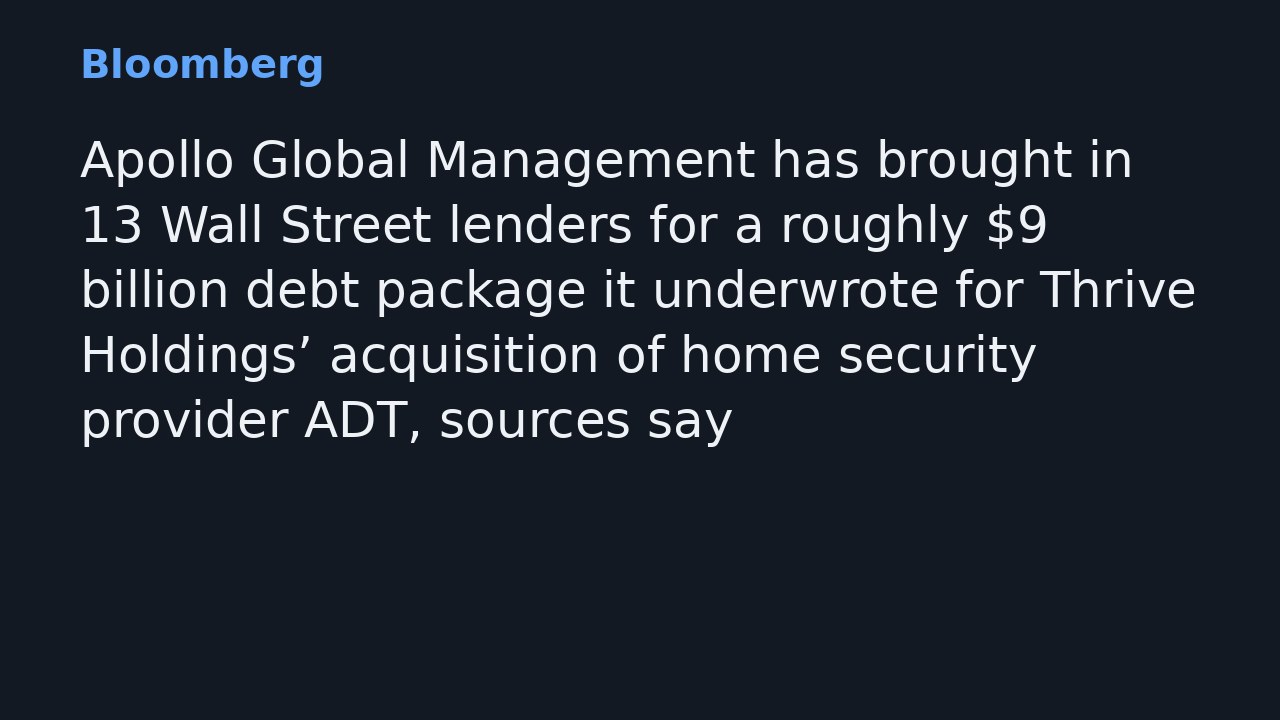 Bloomberg
Apollo Global Management has brought in
13 Wall Street lenders for a roughly $9
billion debt package it underwrote for Thrive
Holdings’ acquisition of home security
provider ADT, sources say